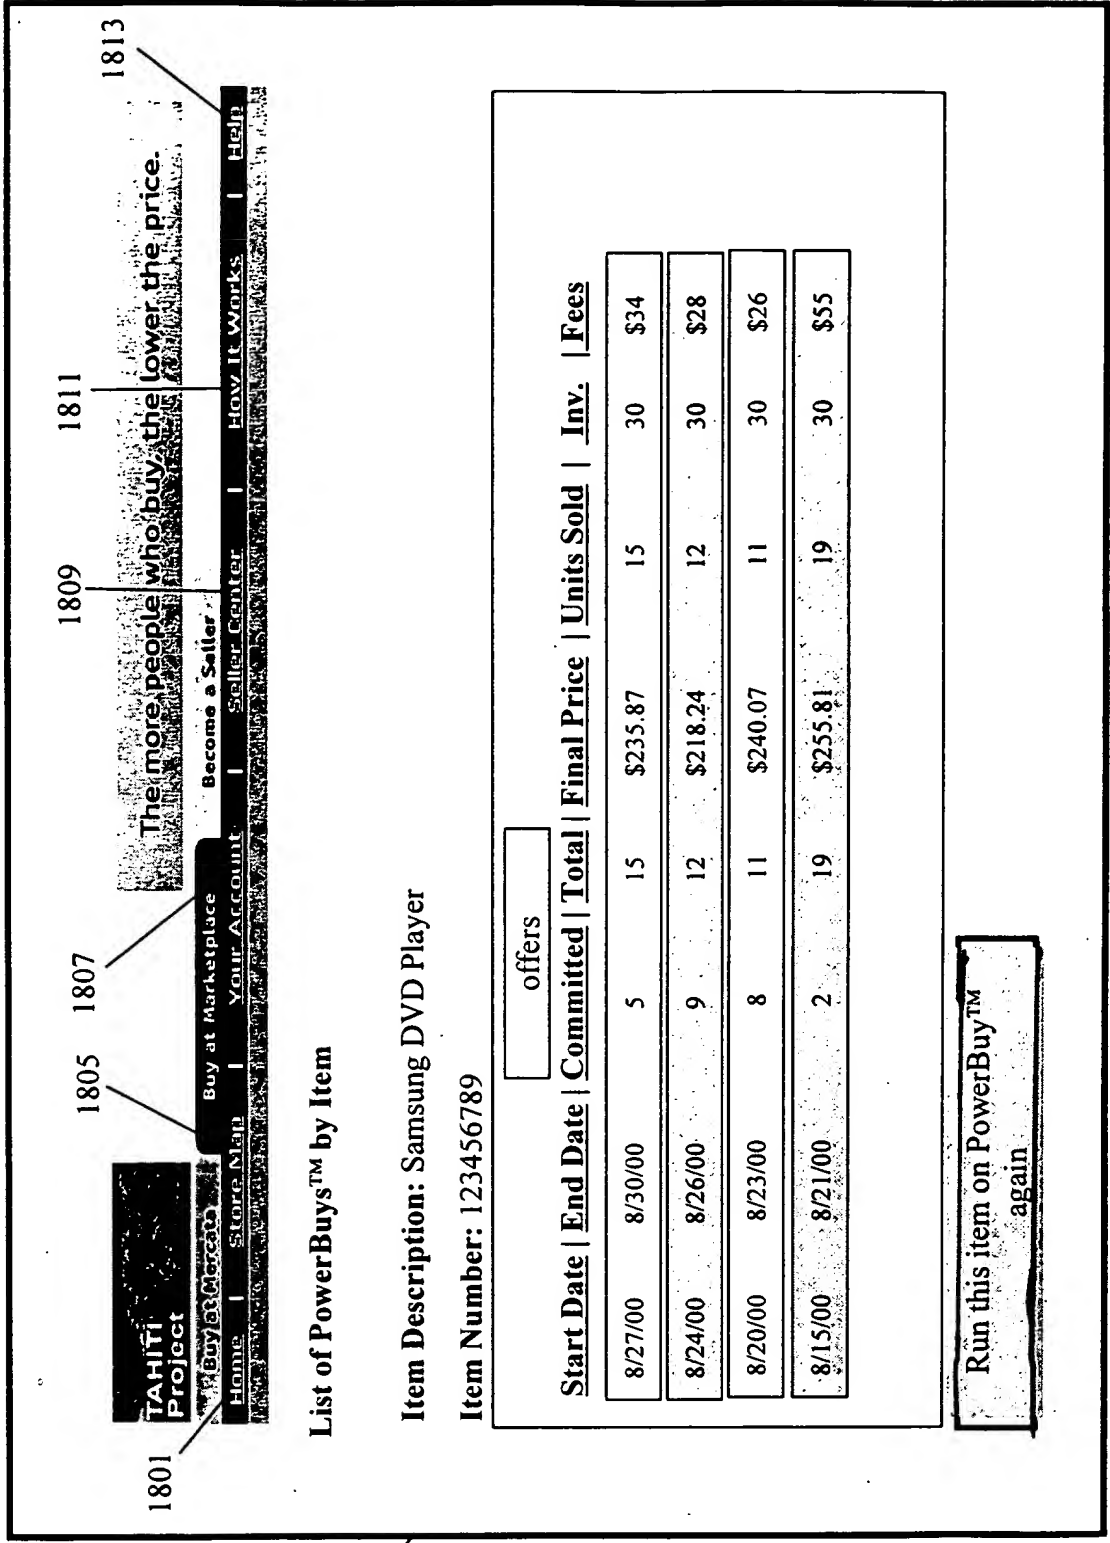 1801
1805
1807
1809
1811
1813
TAHITI
Project
The more people who buy, the lower the price.
Buy at Mercata
Buy at Marketplace
Become a Seller
Home | Store Map | Your Account | Seller Center | How It Works | Help
List of PowerBuys™ by Item
Item Description: Samsung DVD Player
Item Number: 123456789
offers
Start Date | End Date | Committed | Total | Final Price | Units Sold | Inv. | Fees
8/27/00 8/30/00 5 15 $235.87 15 30 $34
8/24/00 8/26/00 9 12 $218.24 12 30 $28
8/20/00 8/23/00 8 11 $240.07 11 30 $26
8/15/00 8/21/00 2 19 $255.81 19 30 $55
Run this item on PowerBuy™
again